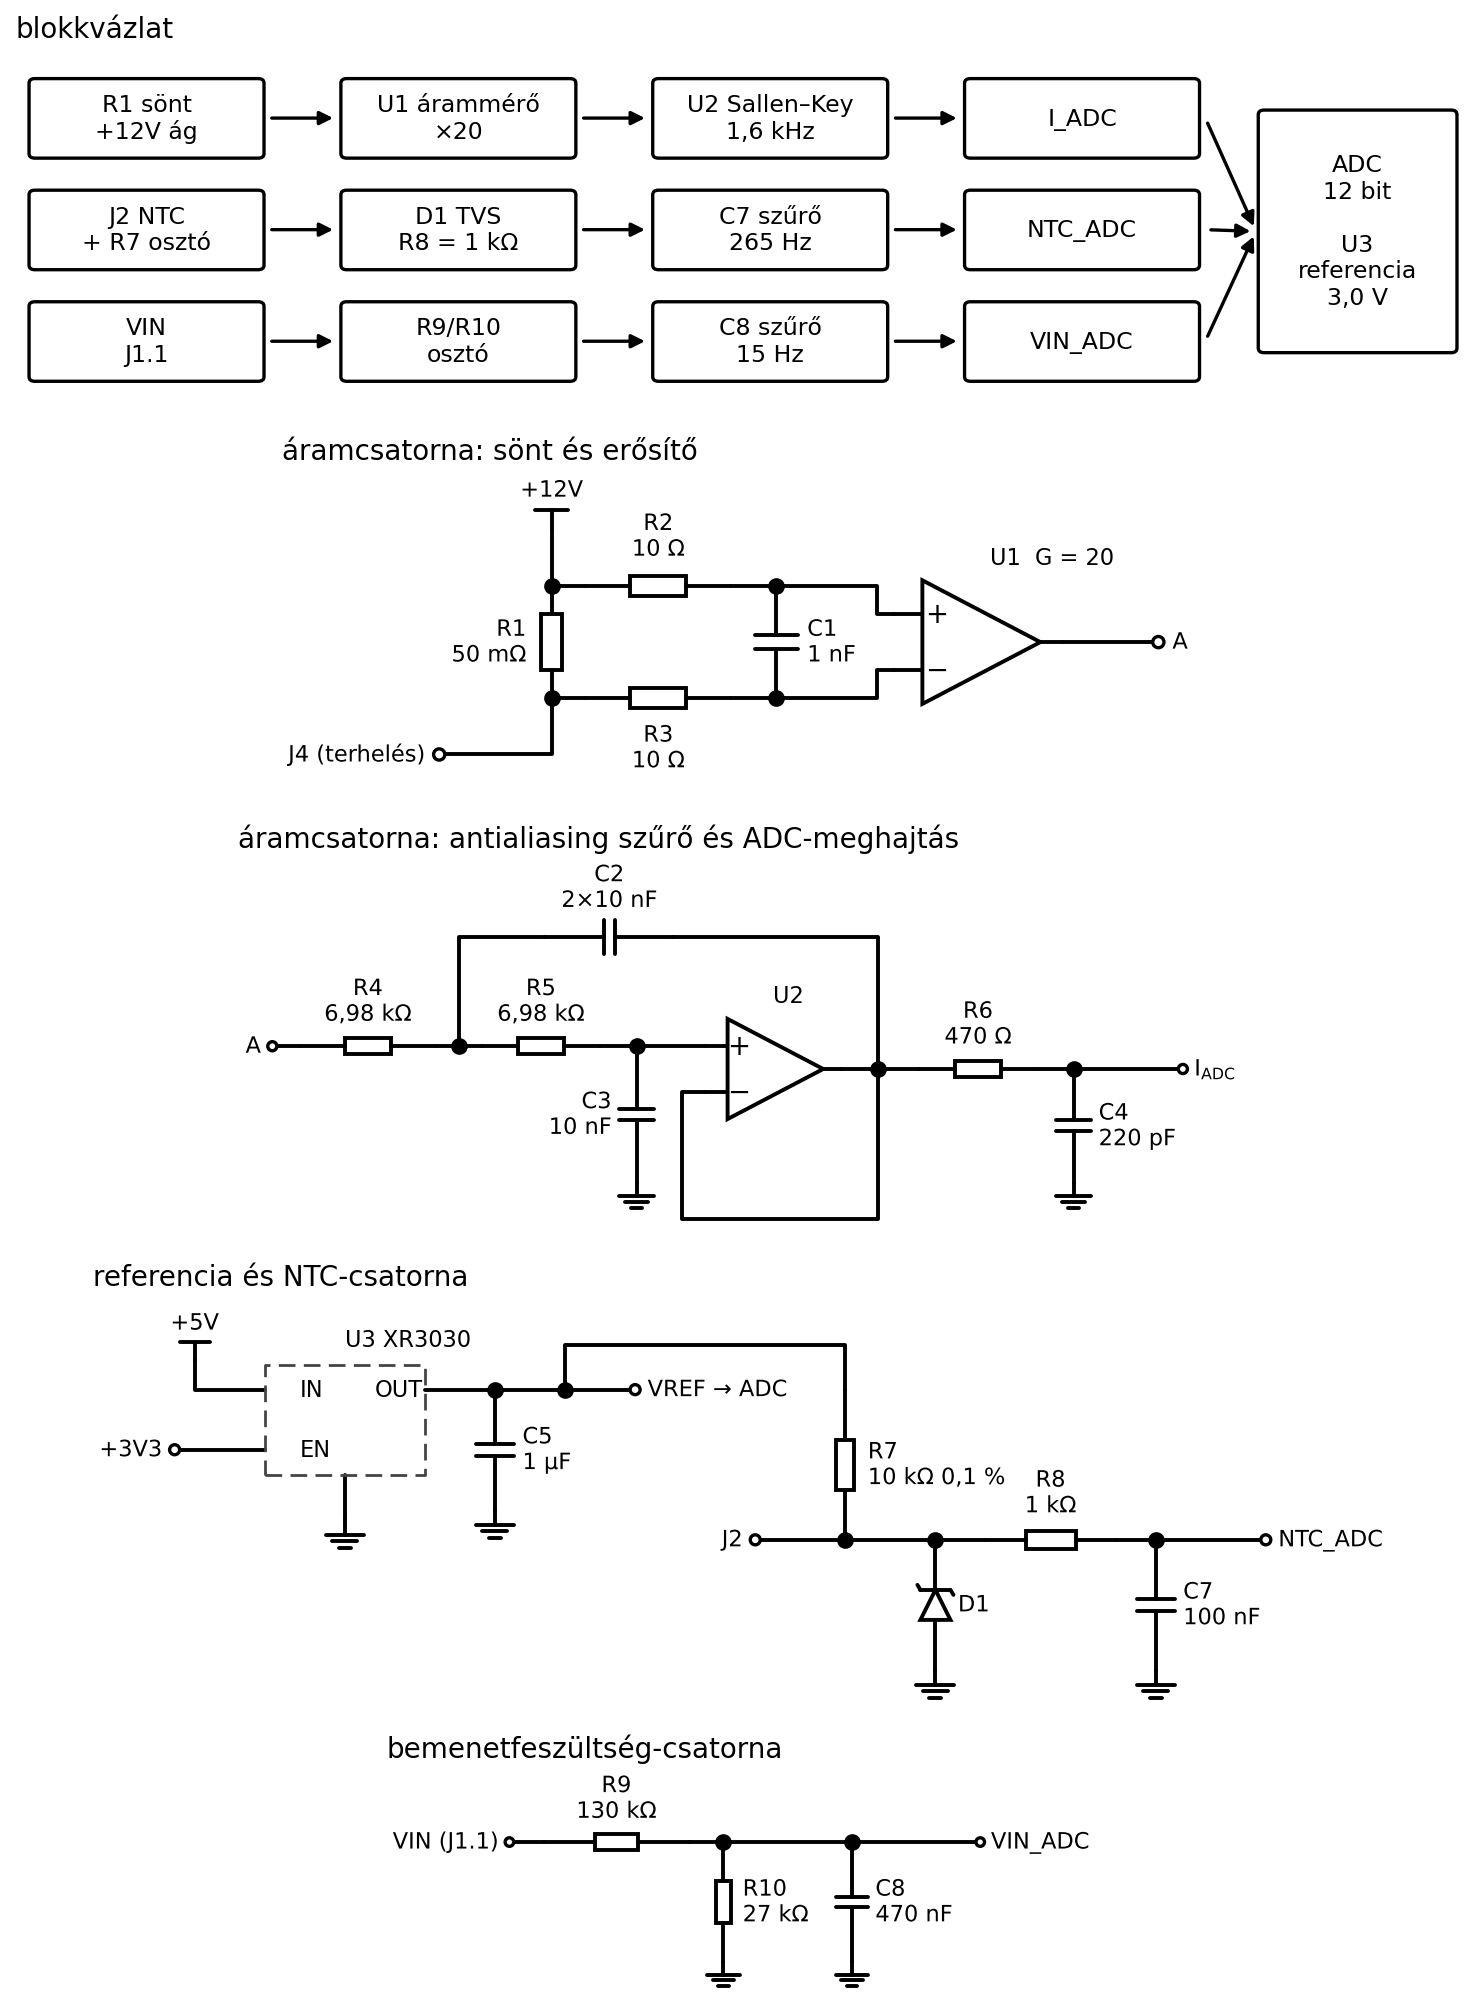 blokkvázlat
R1 sönt
+12V ág
U1 árammérő
×20
U2 Sallen–Key
1,6 kHz
I_ADC
J2 NTC
+ R7 osztó
D1 TVS
R8 = 1 kΩ
C7 szűrő
265 Hz
NTC_ADC
VIN
J1.1
R9/R10
osztó
C8 szűrő
15 Hz
VIN_ADC
ADC
12 bit
U3
referencia
3,0 V
áramcsatorna: sönt és erősítő
+12V
R2
10 Ω
U1  G = 20
R1
50 mΩ
C1
1 nF
+
−
A
R3
10 Ω
J4 (terhelés)
áramcsatorna: antialiasing szűrő és ADC-meghajtás
C2
2×10 nF
R4
6,98 kΩ
R5
6,98 kΩ
U2
R6
470 Ω
A
+
−
I_ADC
C3
10 nF
C4
220 pF
referencia és NTC-csatorna
+5V
U3 XR3030
IN
OUT
VREF → ADC
+3V3
EN
C5
1 µF
R7
10 kΩ 0,1 %
R8
1 kΩ
J2
NTC_ADC
D1
C7
100 nF
bemenetfeszültség-csatorna
R9
130 kΩ
VIN (J1.1)
VIN_ADC
R10
27 kΩ
C8
470 nF